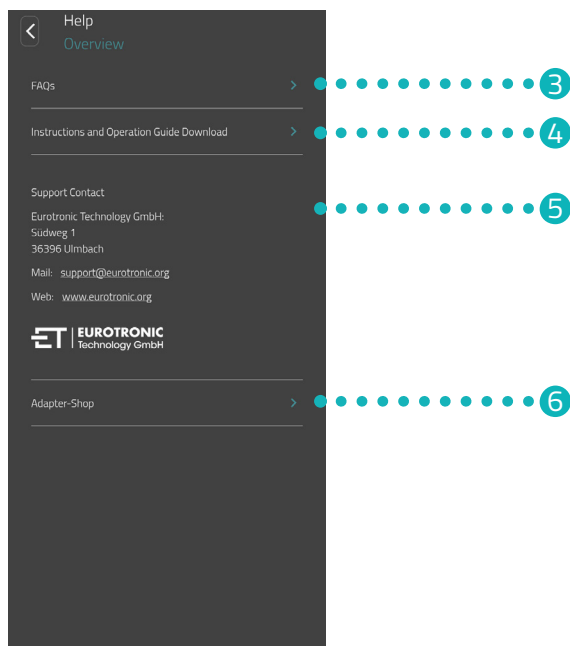 Help
Overview
FAQs
3
Instructions and Operation Guide Download
4
Support Contact
5
Eurotronic Technology GmbH:
Südweg 1
36396 Ulmbach
Mail: support@eurotronic.org
Web: www.eurotronic.org
ET EUROTRONIC
Technology GmbH
Adapter-Shop
6